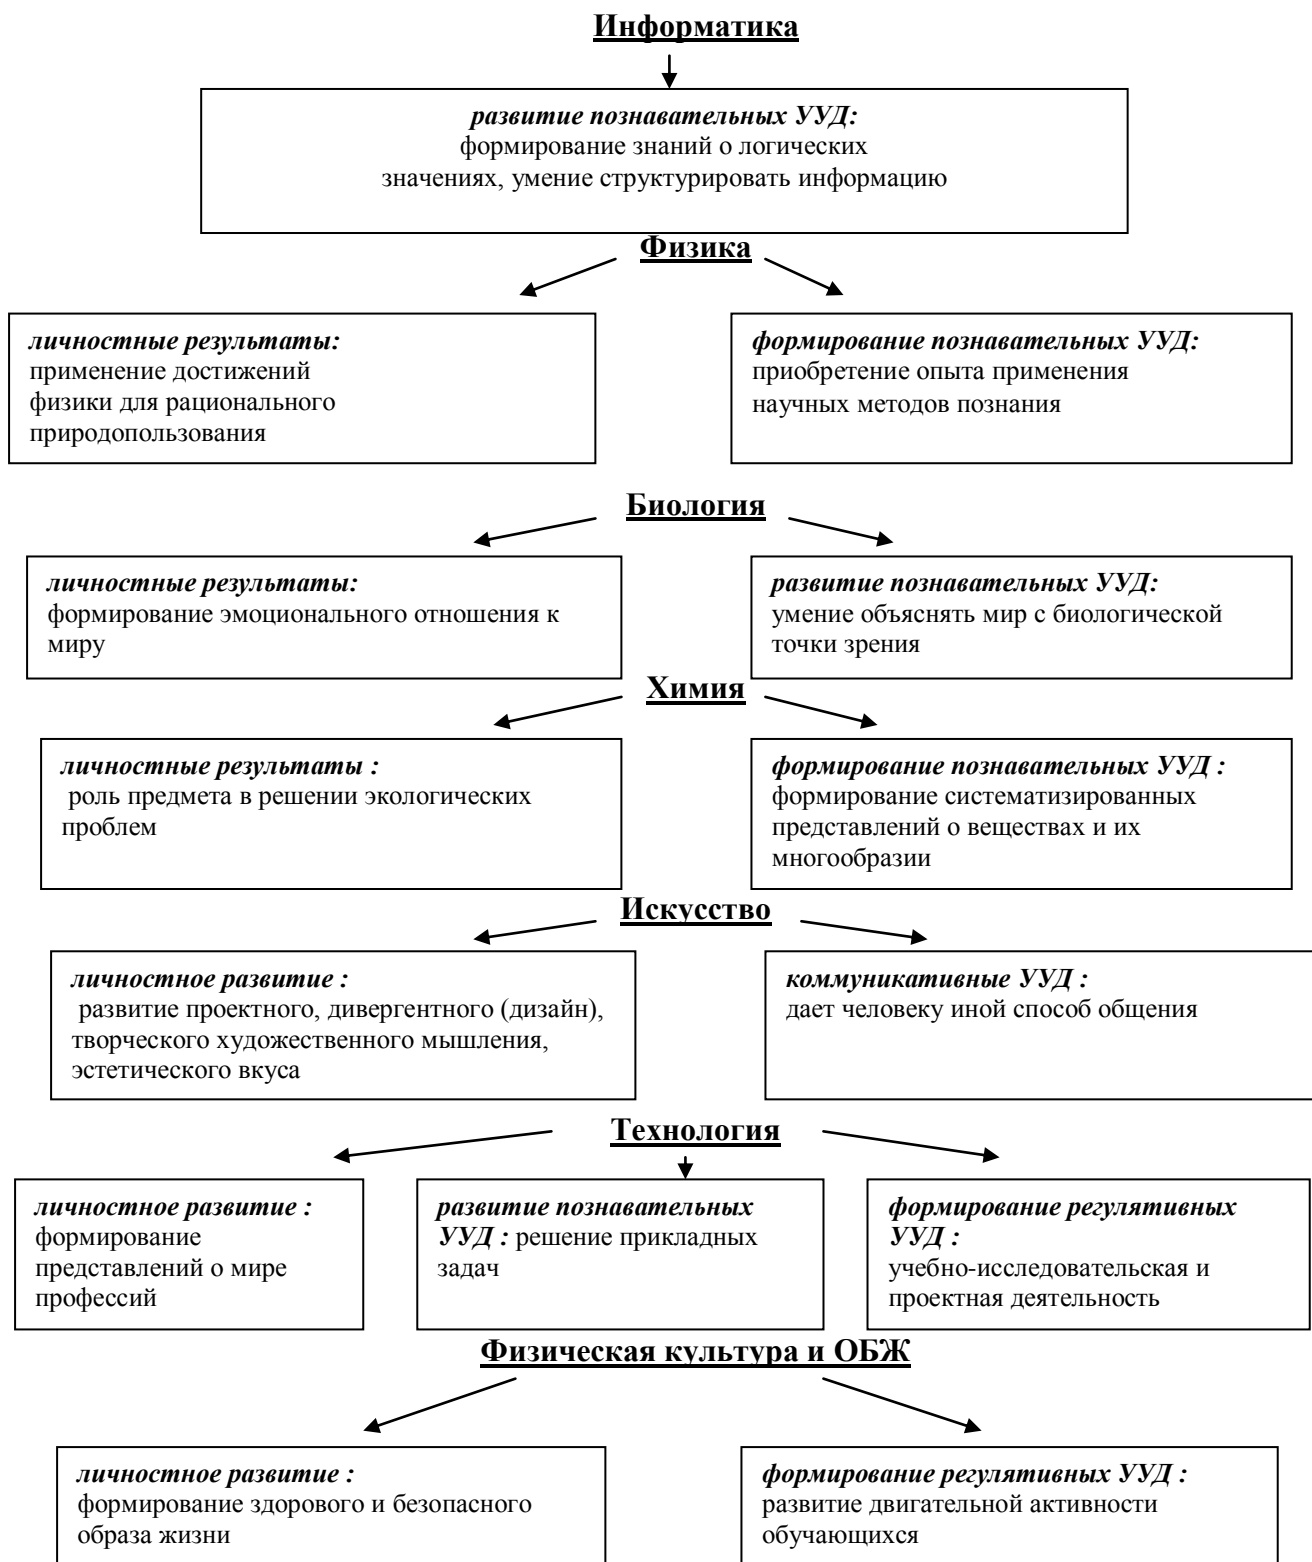 Информатика
развитие познавательных УУД:
формирование знаний о логических
значениях, умение структурировать информацию
Физика
личностные результаты:
применение достижений
физики для рационального
природопользования
формирование познавательных УУД:
приобретение опыта применения
научных методов познания
Биология
личностные результаты:
формирование эмоционального отношения к
миру
развитие познавательных УУД:
умение объяснять мир с биологической
точки зрения
Химия
личностные результаты :
роль предмета в решении экологических
проблем
формирование познавательных УУД :
формирование систематизированных
представлений о веществах и их
многообразии
Искусство
личностное развитие :
развитие проектного, дивергентного (дизайн),
творческого художественного мышления,
эстетического вкуса
коммуникативные УУД :
дает человеку иной способ общения
Технология
личностное развитие :
формирование
представлений о мире
профессий
развитие познавательных
УУД : решение прикладных
задач
формирование регулятивных
УУД :
учебно-исследовательская и
проектная деятельность
Физическая культура и ОБЖ
личностное развитие :
формирование здорового и безопасного
образа жизни
формирование регулятивных УУД :
развитие двигательной активности
обучающихся